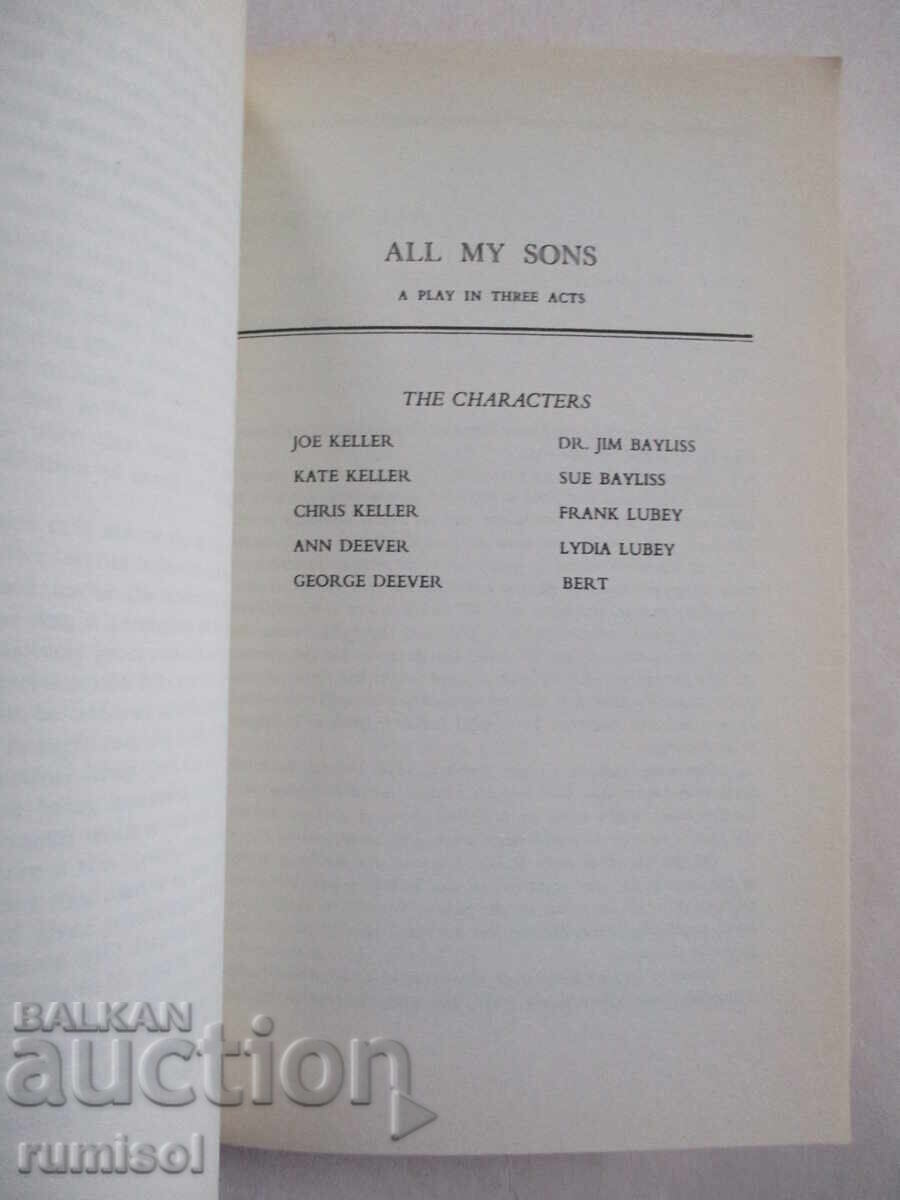 ALL MY SONS
A PLAY IN THREE ACTS
THE CHARACTERS
JOE KELLER
KATE KELLER
CHRIS KELLER
ANN DEEVER
GEORGE DEEVER
DR. JIM BAYLISS
SUE BAYLISS
FRANK LUBEY
LYDIA LUBEY
BERT
BALKAN
auction
rumisol